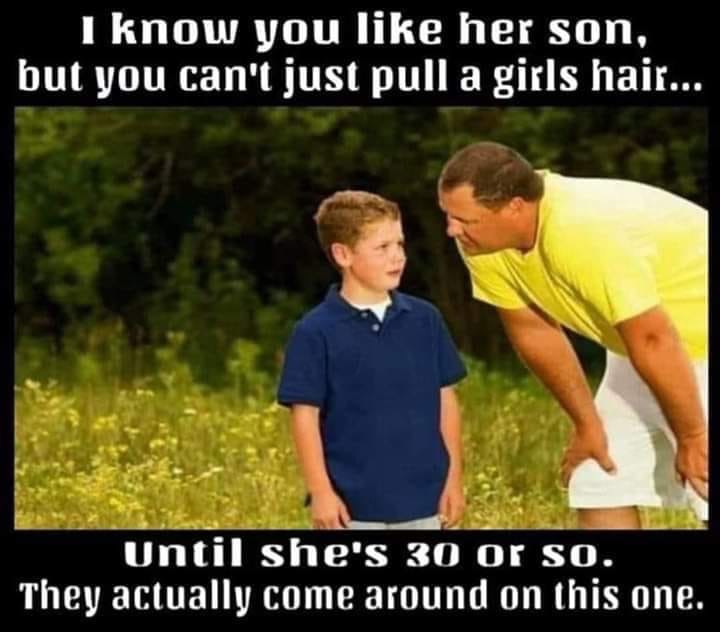 I know you like her son,
but you can't just pull a girls hair...
Until she's 30 or so.
They actually come around on this one.